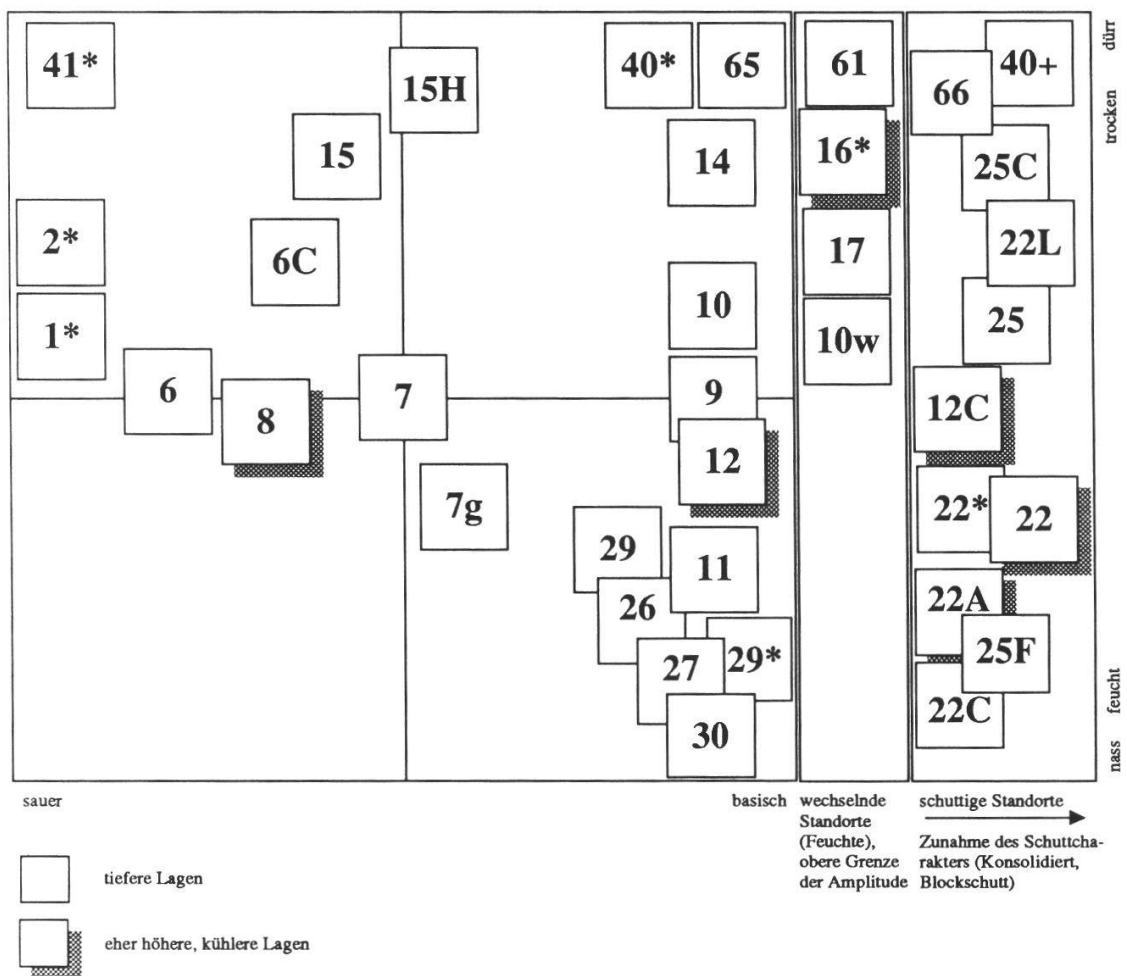 dürr
41*
15H
40*
65
61
66
40+
trocken
15
14
16*
25C
2*
6C
17
22L
1*
10
10w
25
6
8
7
9
12C
12
7g
22*
22
29
11
26
22A
27
29*
25F
feucht
30
22C
nass
sauer
basisch
wechselnde
Standorte
(Feuchte),
obere Grenze
der Amplitude
schuttige Standorte
Zunahme des Schuttcha-
rakters (Konsolidiert,
Blockschutt)
tiefere Lagen
eher höhere, kühlere Lagen